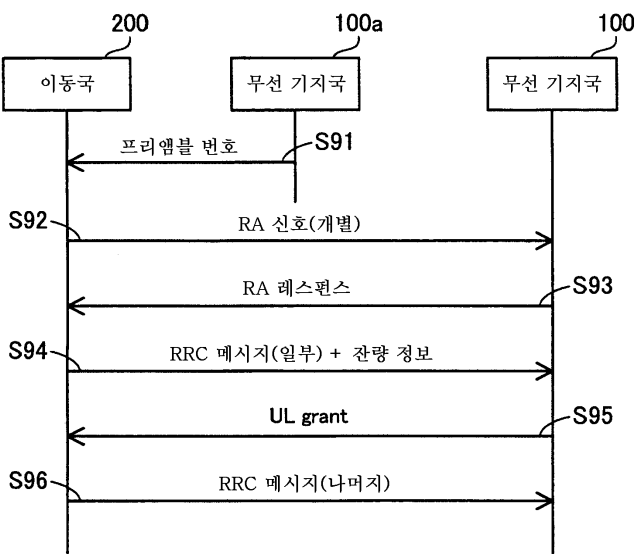 200
100a
100
이동국
무선 기지국
무선 기지국
프리앰블 번호
S91
S92
RA 신호(개별)
RA 레스펀스
S93
S94
RRC 메시지(일부) + 잔량 정보
UL grant
S95
S96
RRC 메시지(나머지)